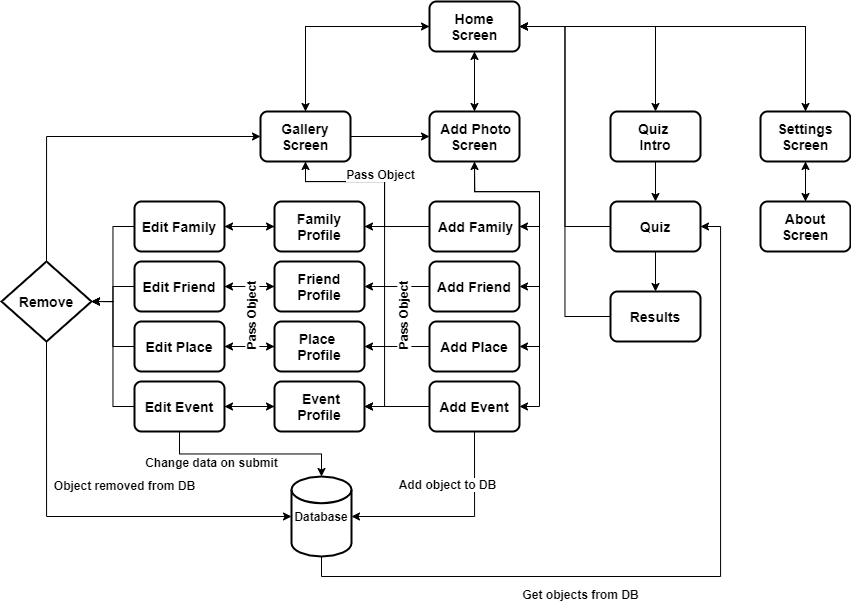 Home
Screen
Gallery
Screen
Add Photo
Screen
Quiz
Intro
Settings
Screen
Pass Object
Edit Family
Family
Profile
Add Family
Quiz
About
Screen
Remove
Edit Friend
Pass Object
Friend
Profile
Pass Object
Add Friend
Results
Edit Place
Place
Profile
Add Place
Edit Event
Event
Profile
Add Event
Change data on submit
Object removed from DB
Add object to DB
Database
Get objects from DB